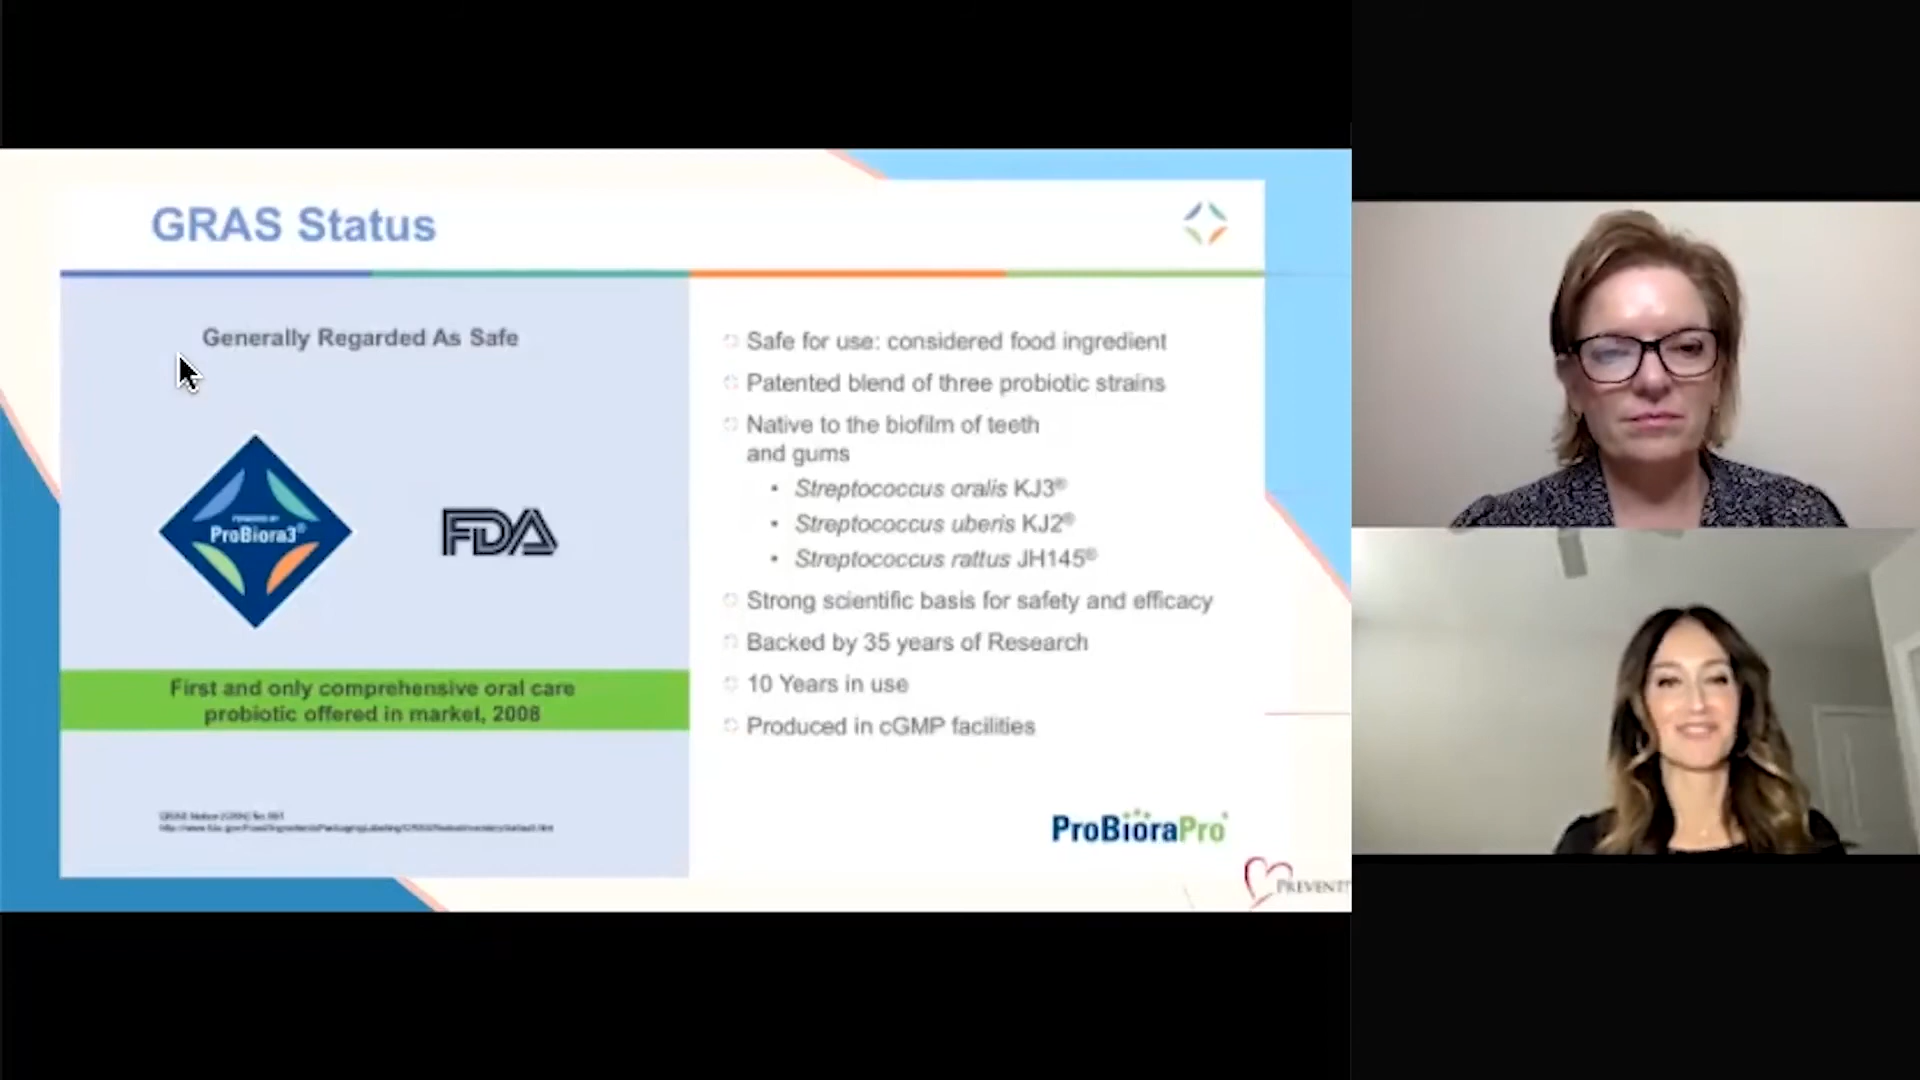 GRAS Status
Generally Regarded As Safe
POWERED BY
ProBiora3®
FDA
First and only comprehensive oral care
probiotic offered in market, 2008
Safe for use: considered food ingredient
Patented blend of three probiotic strains
Native to the biofilm of teeth
and gums
• Streptococcus oralis KJ3®
• Streptococcus uberis KJ2®
• Streptococcus rattus JH145®
Strong scientific basis for safety and efficacy
Backed by 35 years of Research
10 Years in use
Produced in cGMP facilities
ProBioraPro
PREVENTI